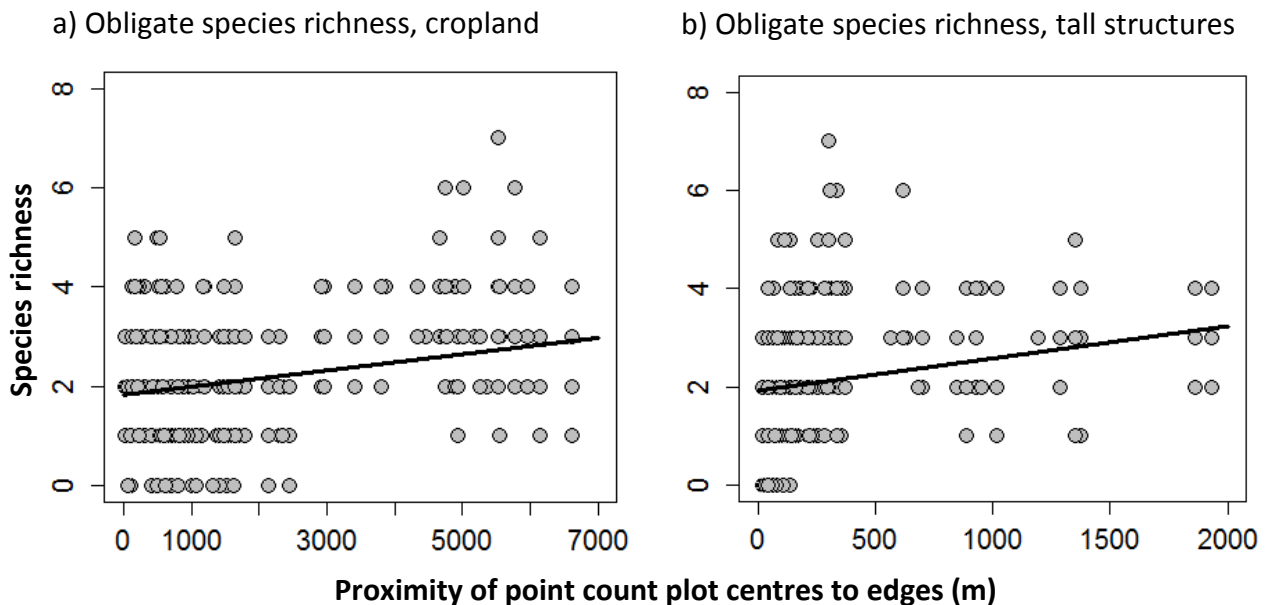 a) Obligate species richness, cropland
b) Obligate species richness, tall structures
Species richness
8
6
4
2
0
0 1000 3000 5000 7000
8
6
4
2
0
0 500 1000 1500 2000
Proximity of point count plot centres to edges (m)